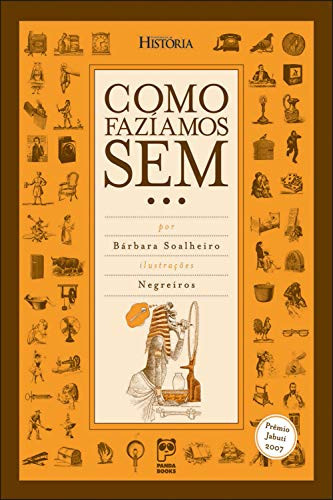 HISTÓRIA
COMO
FAZÍAMOS
SEM
...
por
Bárbara Soalheiro
ilustrações
Negreiros
Prêmio
Jabuti
2007
PANDA
BOOKS